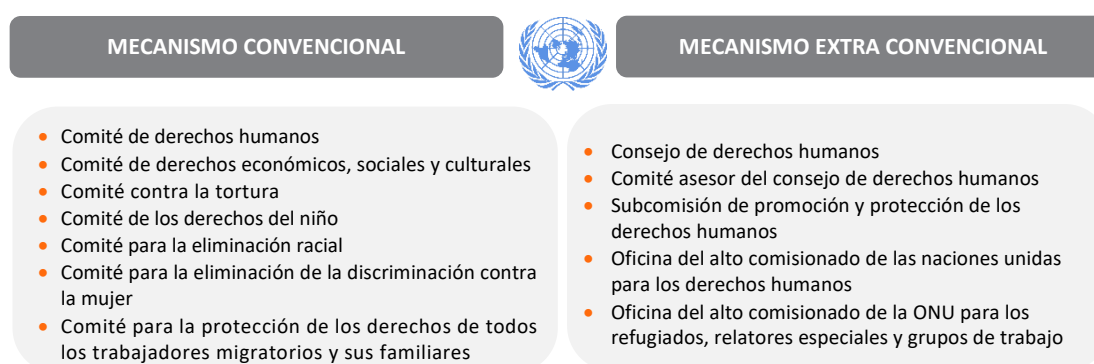 MECANISMO CONVENCIONAL
Comité de derechos humanos
Comité de derechos económicos, sociales y culturales
Comité contra la tortura
Comité de los derechos del niño
Comité para la eliminación racial
Comité para la eliminación de la discriminación contra
la mujer
Comité para la protección de los derechos de todos
los trabajadores migratorios y sus familiares
MECANISMO EXTRA CONVENCIONAL
Consejo de derechos humanos
Comité asesor del consejo de derechos humanos
Subcomisión de promoción y protección de los
derechos humanos
Oficina del alto comisionado de las naciones unidas
para los derechos humanos
Oficina del alto comisionado de la ONU para los
refugiados, relatores especiales y grupos de trabajo